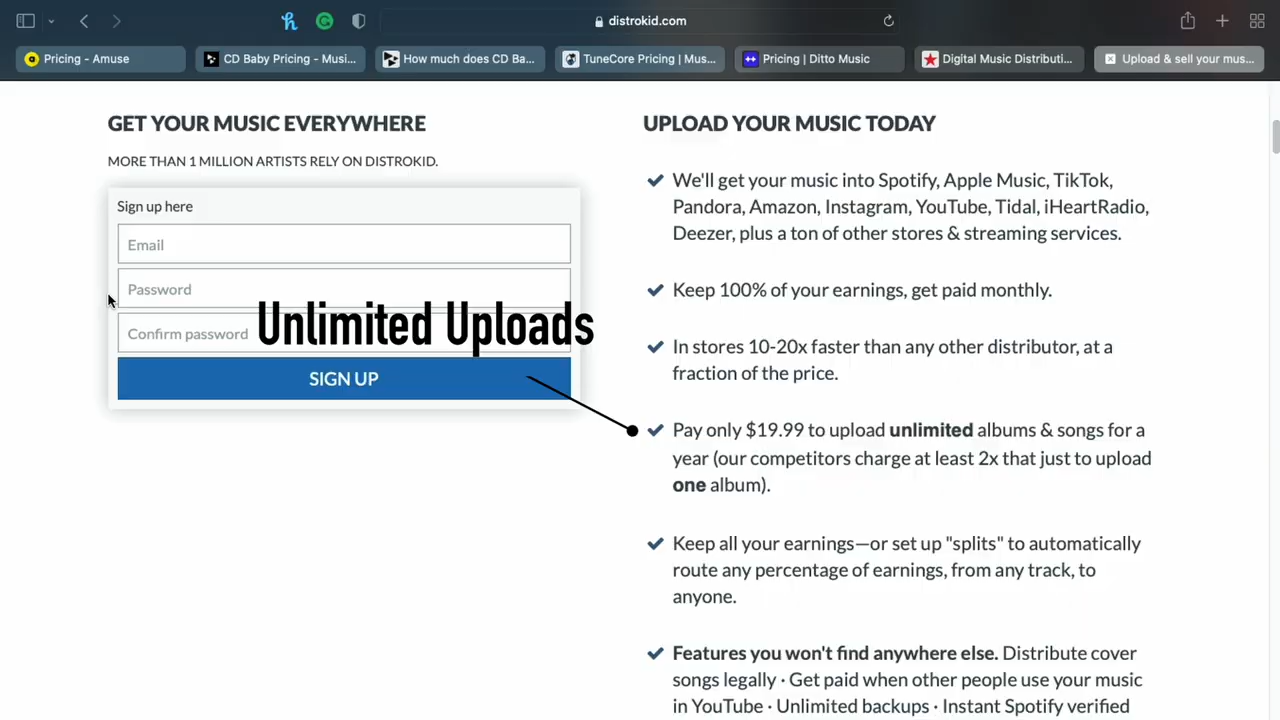 distrokid.com
Pricing - Amuse
CD Baby Pricing - Musi...
How much does CD Ba...
TuneCore Pricing | Mus...
Pricing | Ditto Music
Digital Music Distributi...
Upload & sell your mus...
GET YOUR MUSIC EVERYWHERE
MORE THAN 1 MILLION ARTISTS RELY ON DISTROKID.
Sign up here
Email
Password
Confirm password
SIGN UP
Unlimited Uploads
UPLOAD YOUR MUSIC TODAY
We'll get your music into Spotify, Apple Music, TikTok,
Pandora, Amazon, Instagram, YouTube, Tidal, iHeartRadio,
Deezer, plus a ton of other stores & streaming services.
Keep 100% of your earnings, get paid monthly.
In stores 10-20x faster than any other distributor, at a
fraction of the price.
Pay only $19.99 to upload unlimited albums & songs for a
year (our competitors charge at least 2x that just to upload
one album).
Keep all your earnings—or set up "splits" to automatically
route any percentage of earnings, from any track, to
anyone.
Features you won't find anywhere else. Distribute cover
songs legally · Get paid when other people use your music
in YouTube · Unlimited backups · Instant Spotify verified